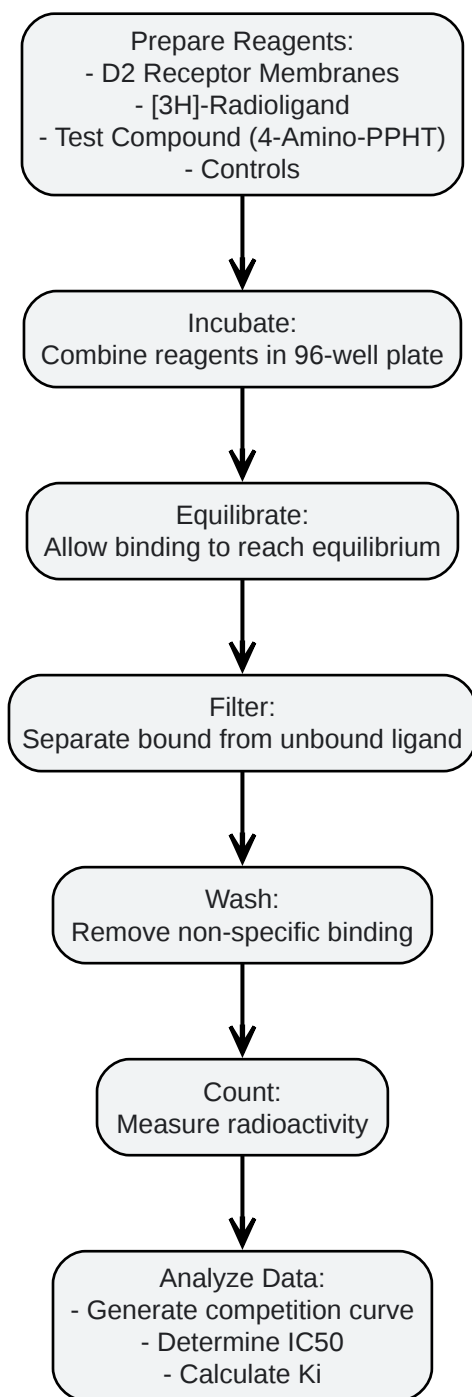 Prepare Reagents:
- D2 Receptor Membranes
- [3H]-Radioligand
- Test Compound (4-Amino-PPHT)
- Controls
Incubate:
Combine reagents in 96-well plate
Equilibrate:
Allow binding to reach equilibrium
Filter:
Separate bound from unbound ligand
Wash:
Remove non-specific binding
Count:
Measure radioactivity
Analyze Data:
- Generate competition curve
- Determine IC50
- Calculate Ki